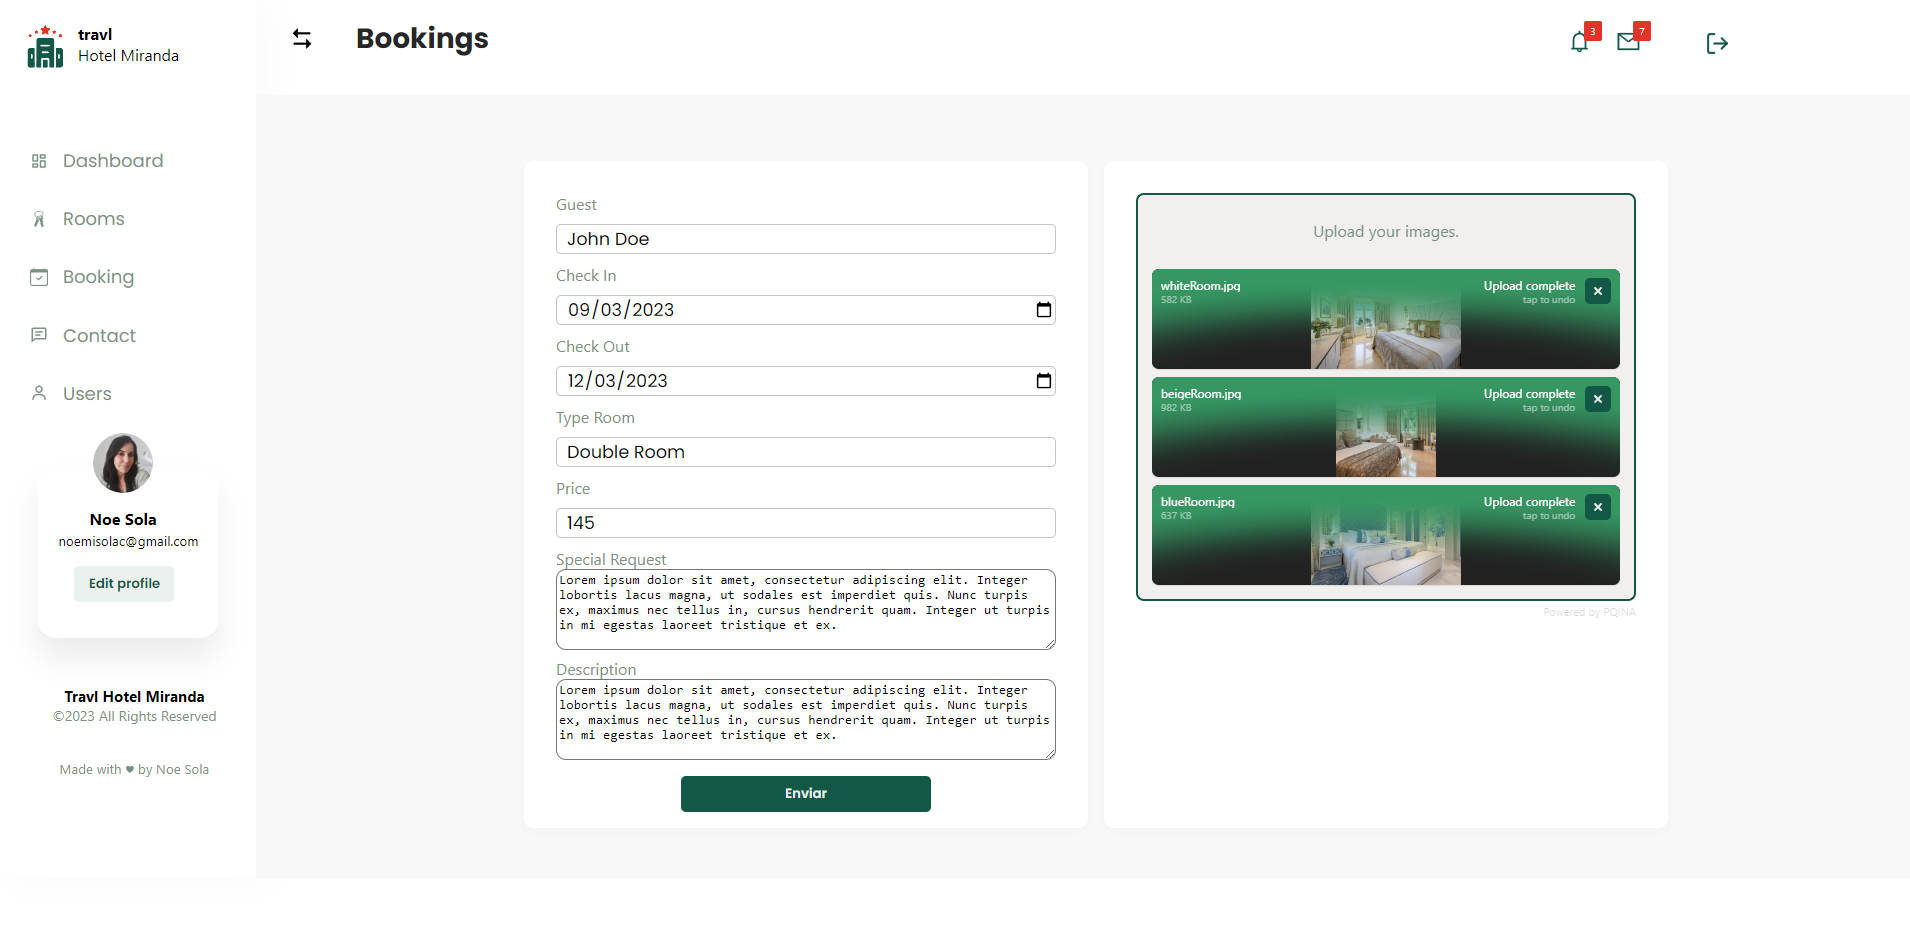 travl
Hotel Miranda
Bookings
3
7
Dashboard
Rooms
Booking
Contact
Users
Noe Sola
noemisolac@gmail.com
Edit profile
Travl Hotel Miranda
©2023 All Rights Reserved
Made with ❤ by Noe Sola
Guest
John Doe
Check In
09/03/2023
Check Out
12/03/2023
Type Room
Double Room
Price
145
Special Request
Lorem ipsum dolor sit amet, consectetur adipiscing elit. Integer
lobortis lacus magna, ut sodales est imperdiet quis. Nunc turpis
ex, maximus nec tellus in, cursus hendrerit quam. Integer ut turpis
in mi egestas laoreet tristique et ex.
Description
Lorem ipsum dolor sit amet, consectetur adipiscing elit. Integer
lobortis lacus magna, ut sodales est imperdiet quis. Nunc turpis
ex, maximus nec tellus in, cursus hendrerit quam. Integer ut turpis
in mi egestas laoreet tristique et ex.
Enviar
Upload your images.
whiteRoom.jpg
582 KB
Upload complete
tap to undo
beigeRoom.jpg
982 KB
Upload complete
tap to undo
blueRoom.jpg
637 KB
Upload complete
tap to undo
Powered by PQINA